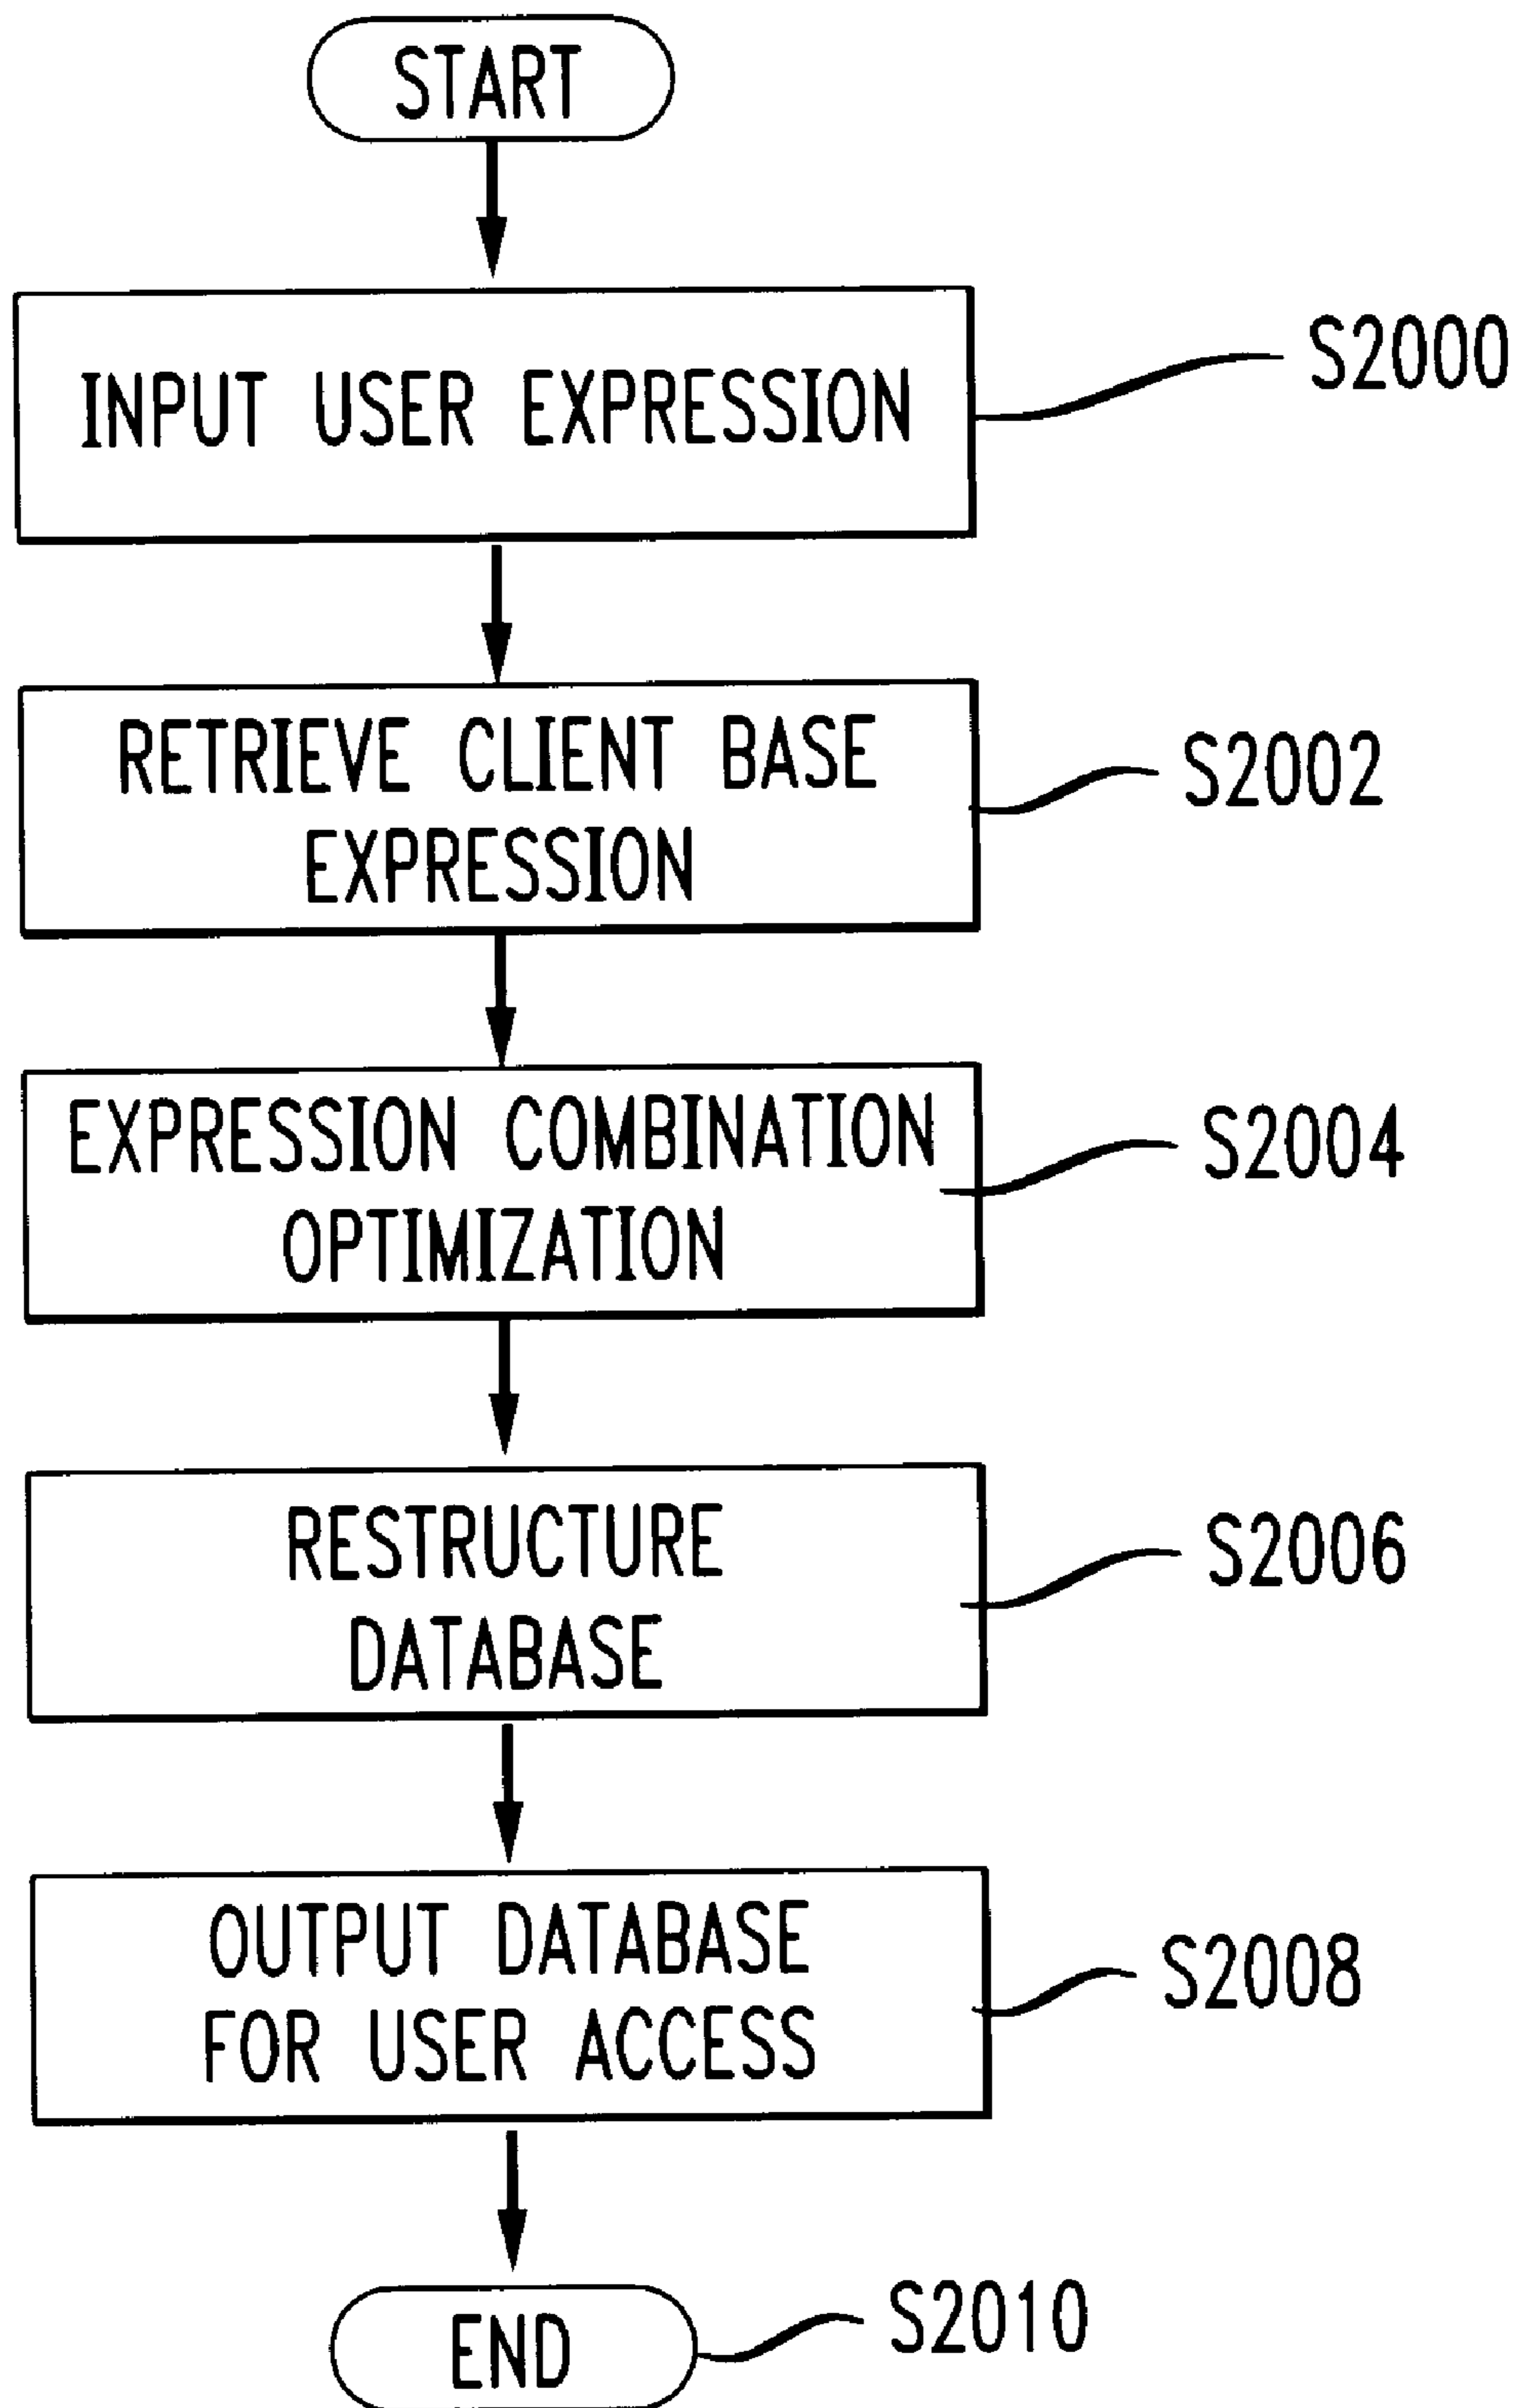 START
INPUT USER EXPRESSION
S2000
RETRIEVE CLIENT BASE
EXPRESSION
S2002
EXPRESSION COMBINATION
OPTIMIZATION
S2004
RESTRUCTURE
DATABASE
S2006
OUTPUT DATABASE
FOR USER ACCESS
S2008
END
S2010